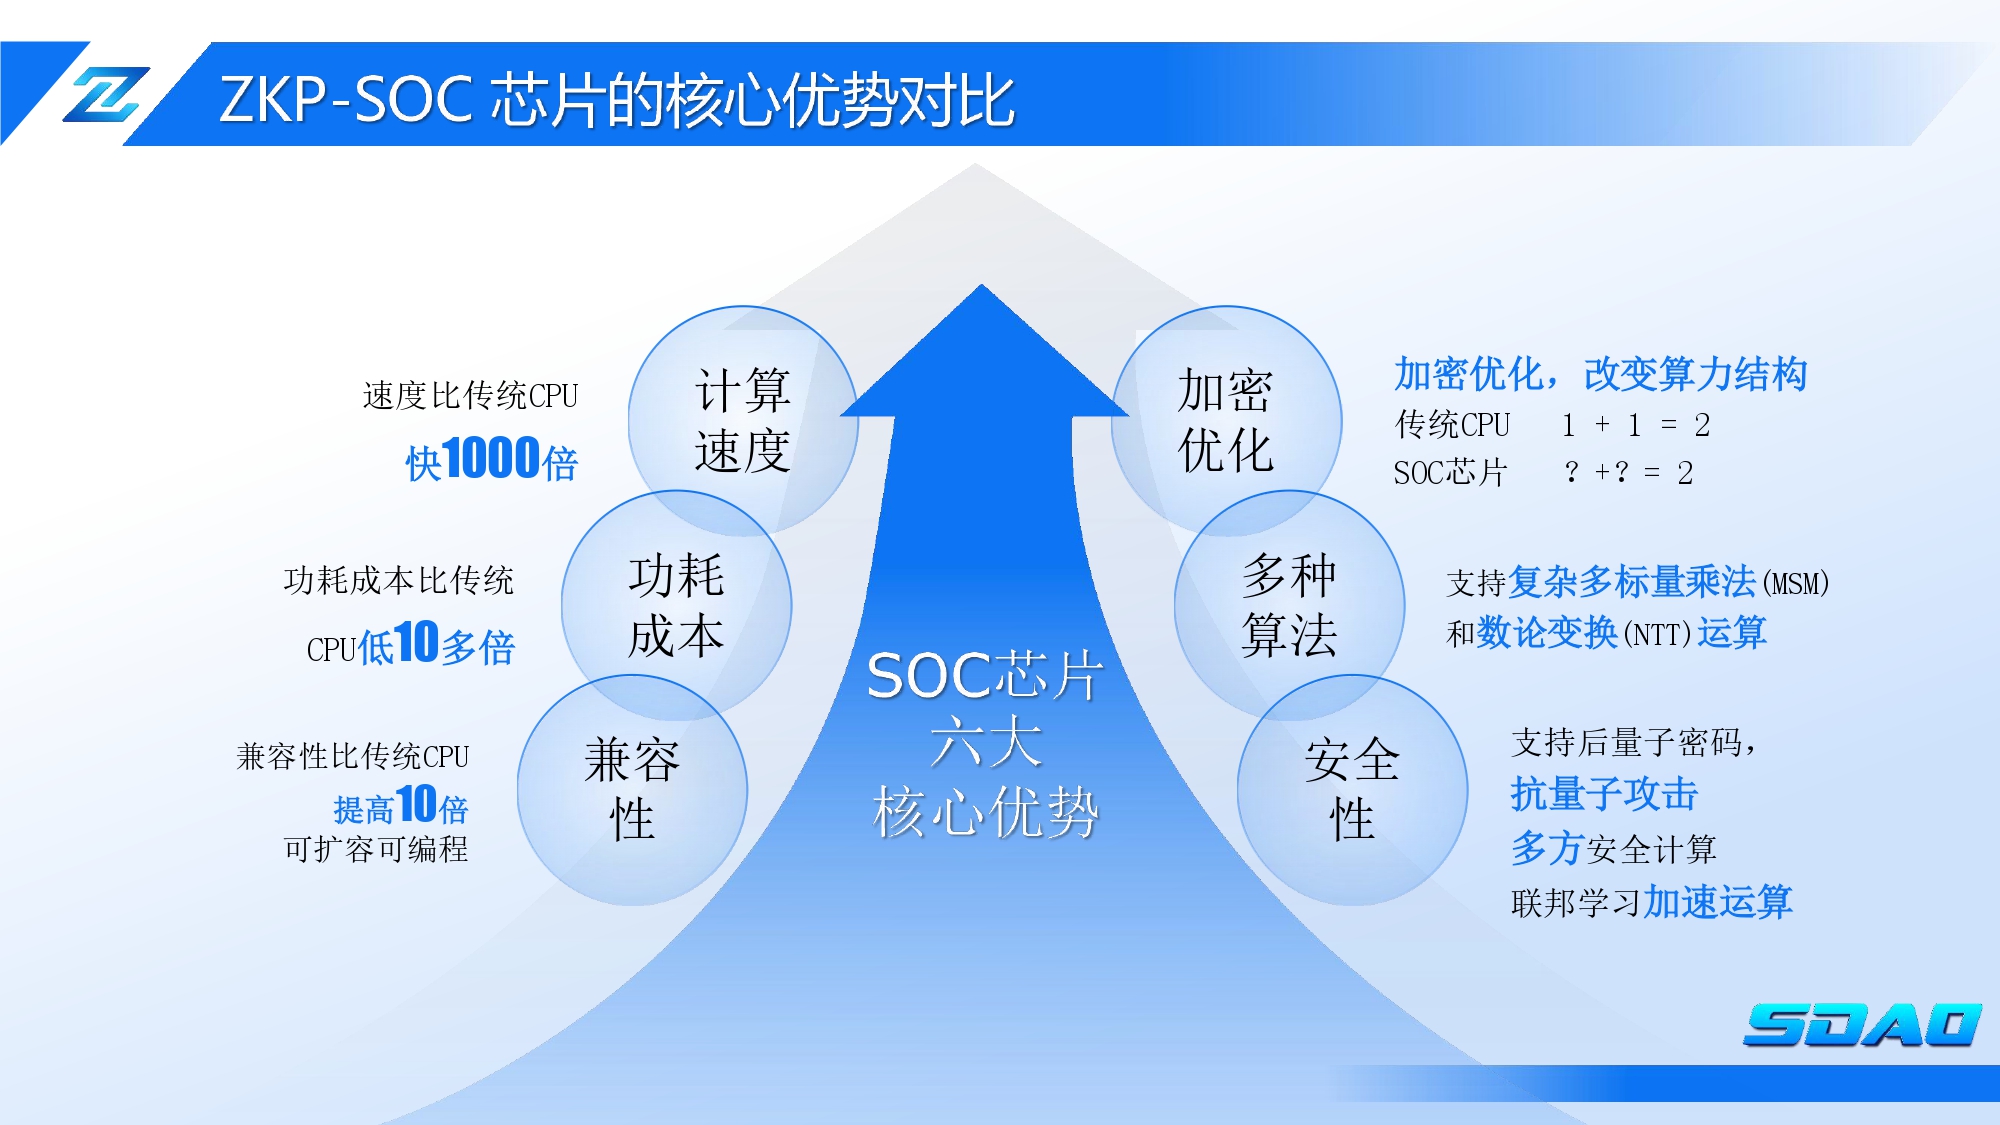 ZKP-SOC 芯片的核心优势对比
速度比传统CPU
快1000倍
计算
速度
功耗成本比传统
CPU低10多倍
功耗
成本
兼容性比传统CPU
提高10倍
可扩容可编程
兼容
性
SOC芯片
六大
核心优势
加密
优化
加密优化，改变算力结构
传统CPU 1 + 1 = 2
SOC芯片 ? +? = 2
多种
算法
支持复杂多标量乘法(MSM)
和数论变换(NTT)运算
安全
性
支持后量子密码，
抗量子攻击
多方安全计算
联邦学习加速运算
SDAO